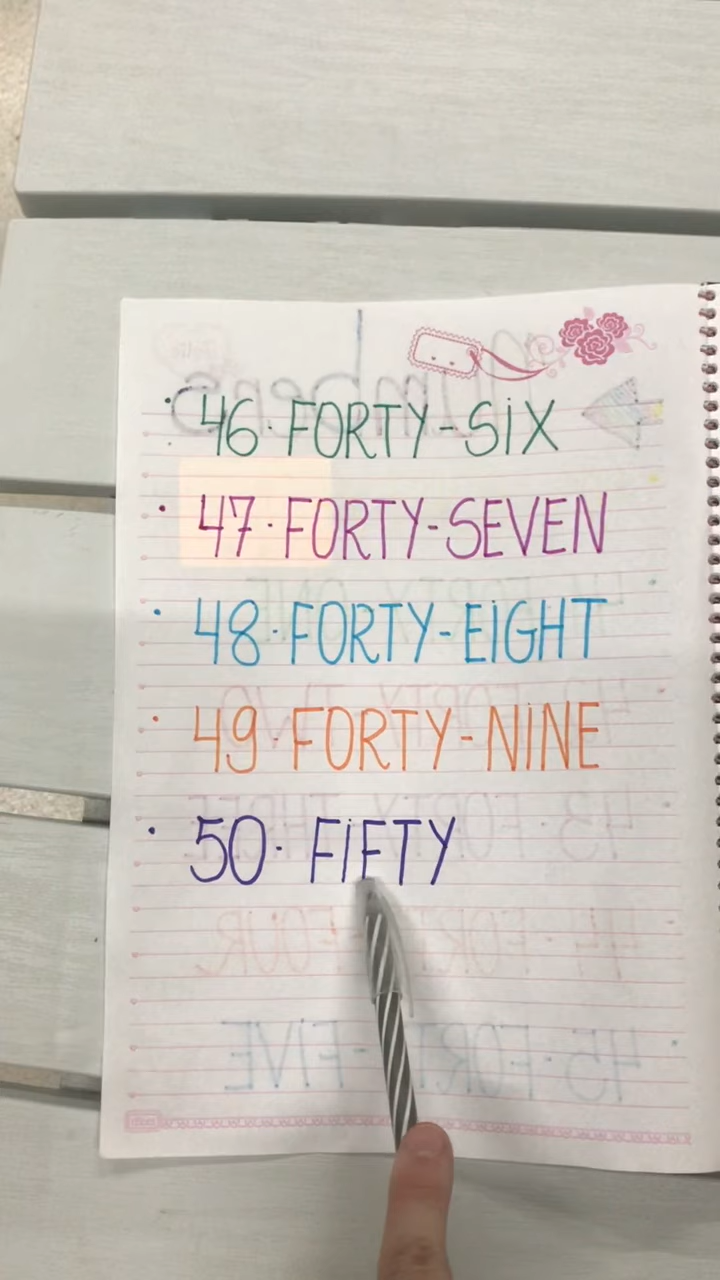 • 46. FORTY-SiX
• 47. FORTY-SEVEN
• 48. FORTY-EiGHT
• 49. FORTY-NiNE
• 50. FiFTY